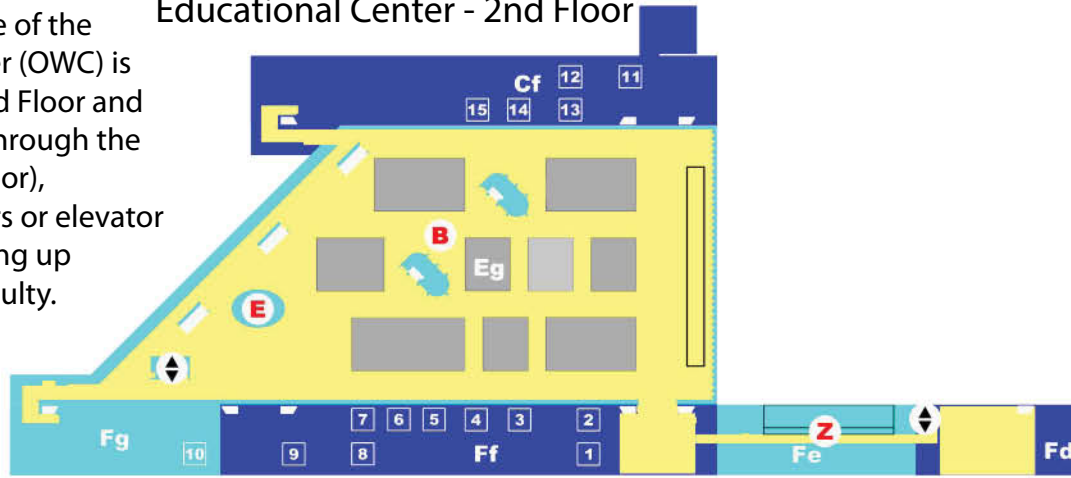 Educational Center - 2nd Floor
e of the
er (OWC) is
d Floor and
hrough the
or),
s or elevator
ng up
ulty.
Cf
12
11
15
14
13
B
Eg
E
Fg
10
7
6
5
4
3
2
9
8
Ff
1
Z
Fe
Fd